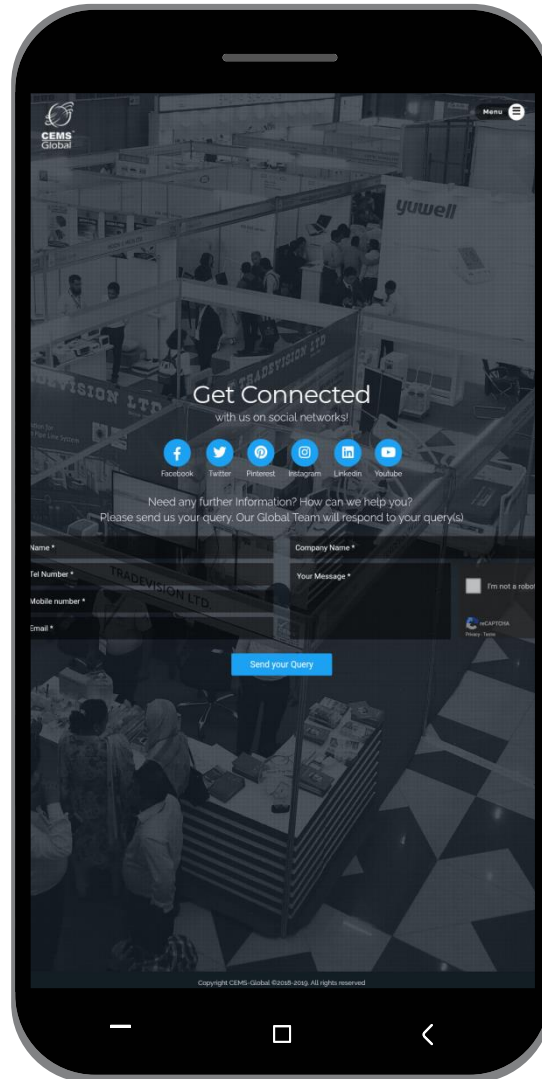 CEMS
Global
Menu
yuwell
TRADEVISION LTD
Get Connected
with us on social networks!
Facebook
Twitter
Pinterest
Instagram
Linkedin
Youtube
Need any further Information? How can we help you?
Please send us your query. Our Global Team will respond to your query(s)
Name *
Company Name *
Tel Number *
Your Message *
I'm not a robot
Mobile number *
reCAPTCHA
Privacy - Terms
Email *
TRADEVISION LTD
Send your Query
Copyright CEMS-Global ©2018-2019. All rights reserved